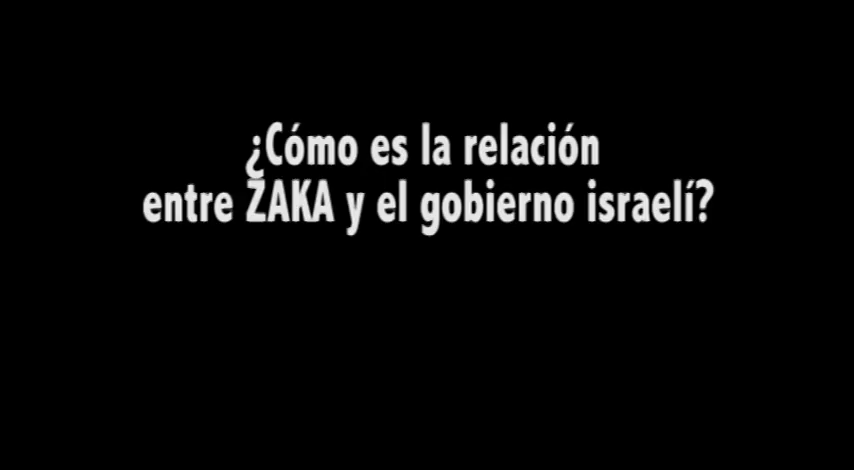 ¿Cómo es la relación
entre ZAKA y el gobierno israelí?